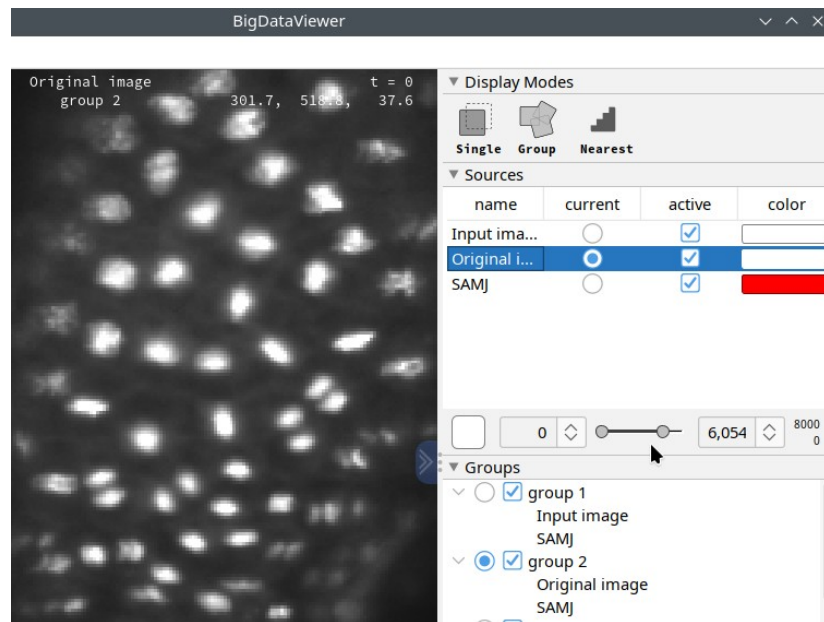 BigDataViewer
Original image t = 0
group 2 301.7, 518.8, 37.6
Display Modes
Single Group Nearest
Sources
name current active color
Input ima...
Original i...
SAMJ
0 6,054 8000
0
Groups
group 1
Input image
SAMJ
group 2
Original image
SAMJ